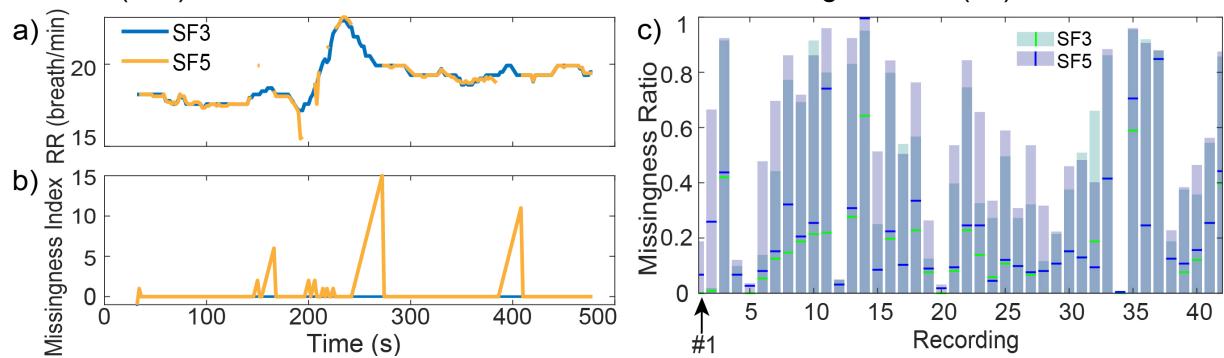 a)
RR (breath/min)
20
15
SF3
SF5
b)
Missingness Index
15
10
5
0
0
100
200
300
400
500
Time (s)
c)
Missingness Ratio
1
0.8
0.6
0.4
0.2
0
SF3
SF5
5
10
15
20
25
30
35
40
#1
Recording